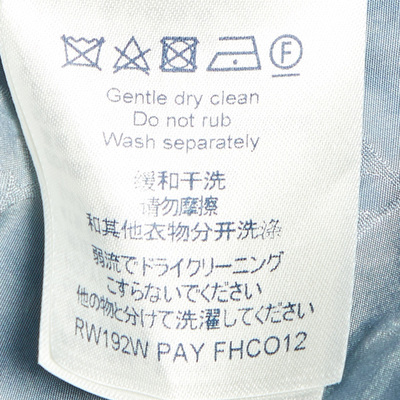 F
Gentle dry clean
Do not rub
Wash separately
缓和干洗
请勿摩擦
和其他衣物分开洗涤
弱流でドライクリーニング
こすらないでください
他の物と分けて洗濯してください
RW192W PAY FHCO12